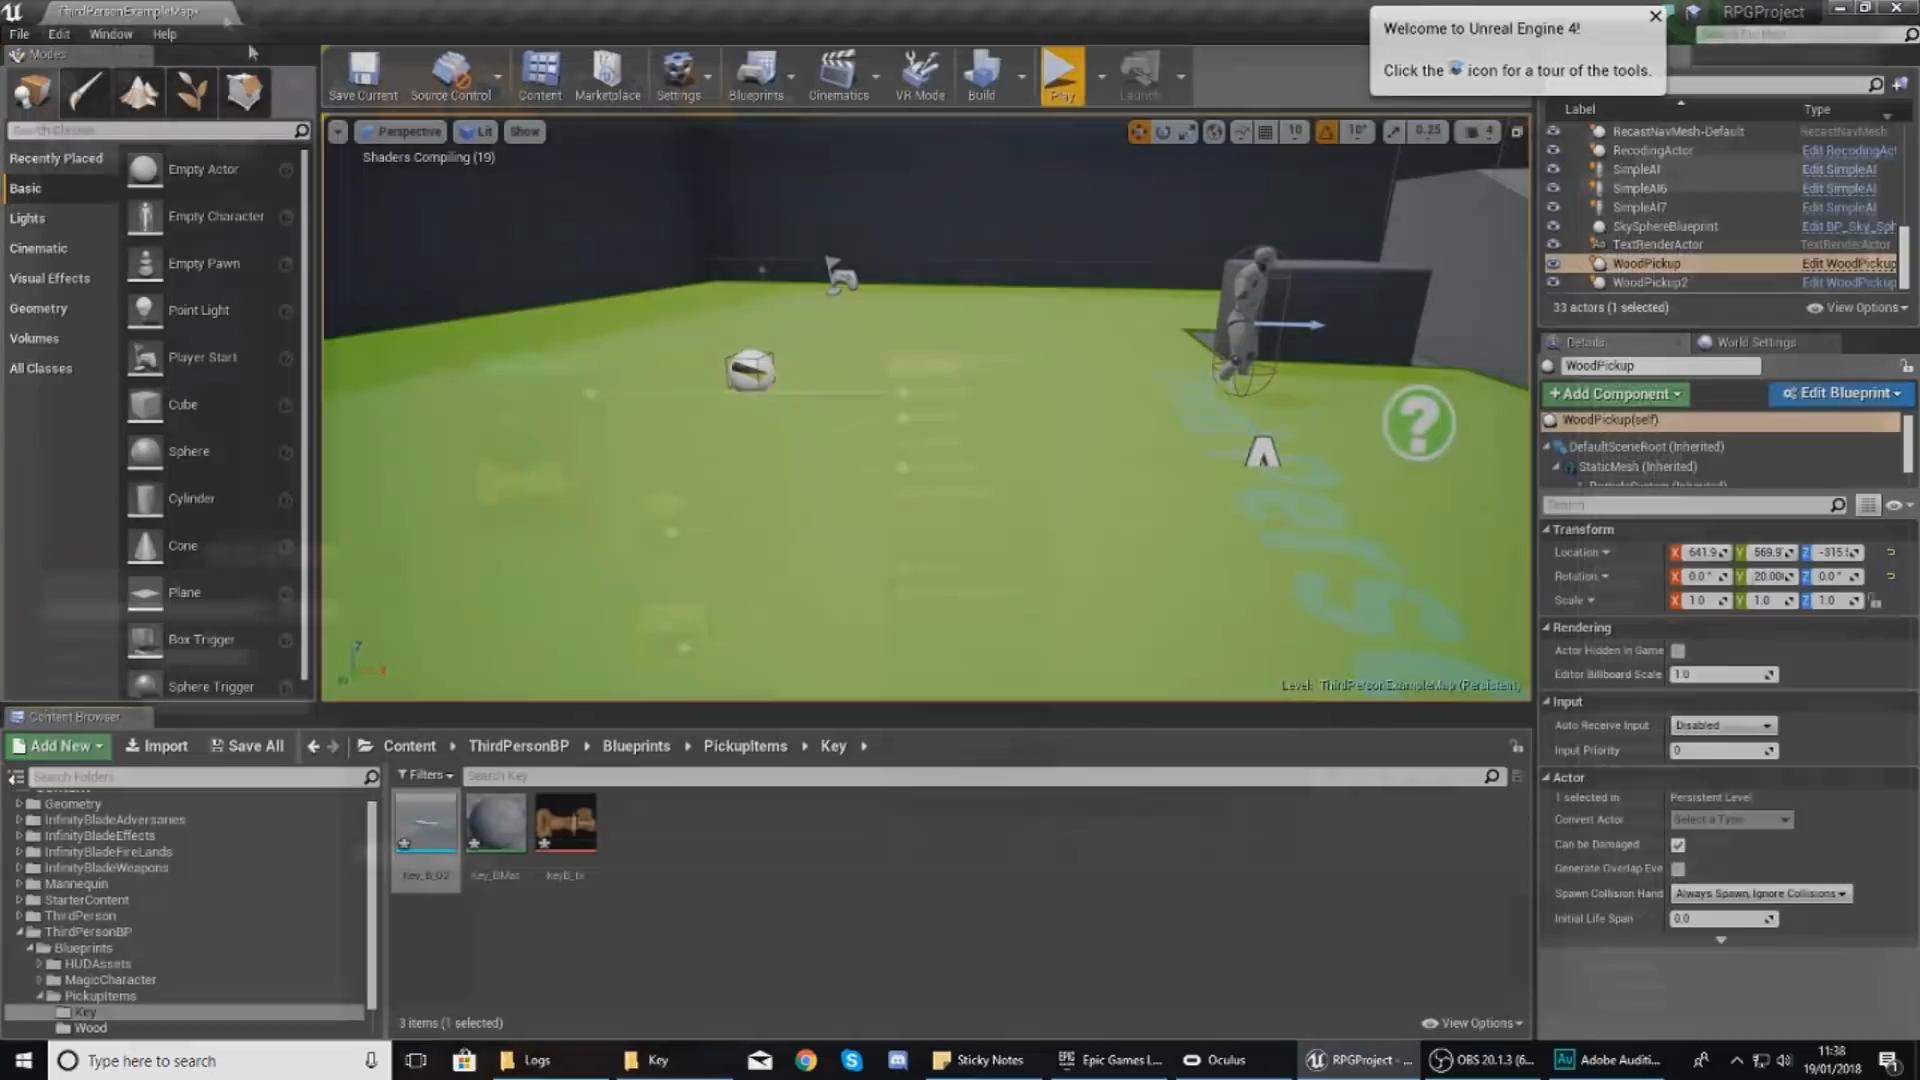 ThirdPersonExampleMap*
RPGProject
File Edit Window Help
Welcome to Unreal Engine 4!
Click the icon for a tour of the tools.
Modes
Save Current
Source Control
Content
Marketplace
Settings
Blueprints
Cinematics
VR Mode
Build
Play
Launch
Search Classes
Recently Placed
Basic
Lights
Cinematic
Visual Effects
Geometry
Volumes
All Classes
Empty Actor
Empty Character
Empty Pawn
Point Light
Player Start
Cube
Sphere
Cylinder
Cone
Plane
Box Trigger
Sphere Trigger
Perspective Lit Show
10 10° 0.25 4
Shaders Compiling (19)
Level: ThirdPersonExampleMap (Persistent)
Label Type
RecastNavMesh-Default RecastNavMesh
RecodingActor Edit RecodingAct
SimpleAI Edit SimpleAI
SimpleAI6 Edit SimpleAI
SimpleAI7 Edit SimpleAI
SkySphereBlueprint Edit BP_Sky_Sph
TextRenderActor TextRenderActor
WoodPickup Edit WoodPickup
WoodPickup2 Edit WoodPickup
33 actors (1 selected) View Options
Details World Settings
WoodPickup
+Add Component Edit Blueprint
WoodPickup(self)
DefaultSceneRoot (Inherited)
StaticMesh (Inherited)
ParticleSystem (Inherited)
Search
Transform
Location X 641.9 Y 569.9 Z -315.
Rotation X 0.0° Y 20.00 Z 0.0°
Scale X 1.0 Y 1.0 Z 1.0
Rendering
Actor Hidden In Game
Editor Billboard Scale 1.0
Input
Auto Receive Input Disabled
Input Priority 0
Actor
1 selected in Persistent Level
Convert Actor Select a Type
Can be Damaged
Generate Overlap Eve
Spawn Collision Hand Always Spawn, Ignore Collisions
Initial Life Span 0.0
Content Browser
Add New Import Save All Content ThirdPersonBP Blueprints PickupItems Key
Search Folders
Filters Search Key
Geometry
InfinityBladeAdversaries
InfinityBladeEffects
InfinityBladeFireLands
InfinityBladeWeapons
Mannequin
StarterContent
ThirdPerson
ThirdPersonBP
Blueprints
HUDAssets
MagicCharacter
PickupItems
Key
Wood
Key_B_02 Key_BMat KeyB_tx
3 items (1 selected) View Options
Type here to search
Logs
Key
Sticky Notes
Epic Games L...
Oculus
RPGProject - ...
OBS 20.1.3 (6...
Adobe Auditi...
11:38
19/01/2018